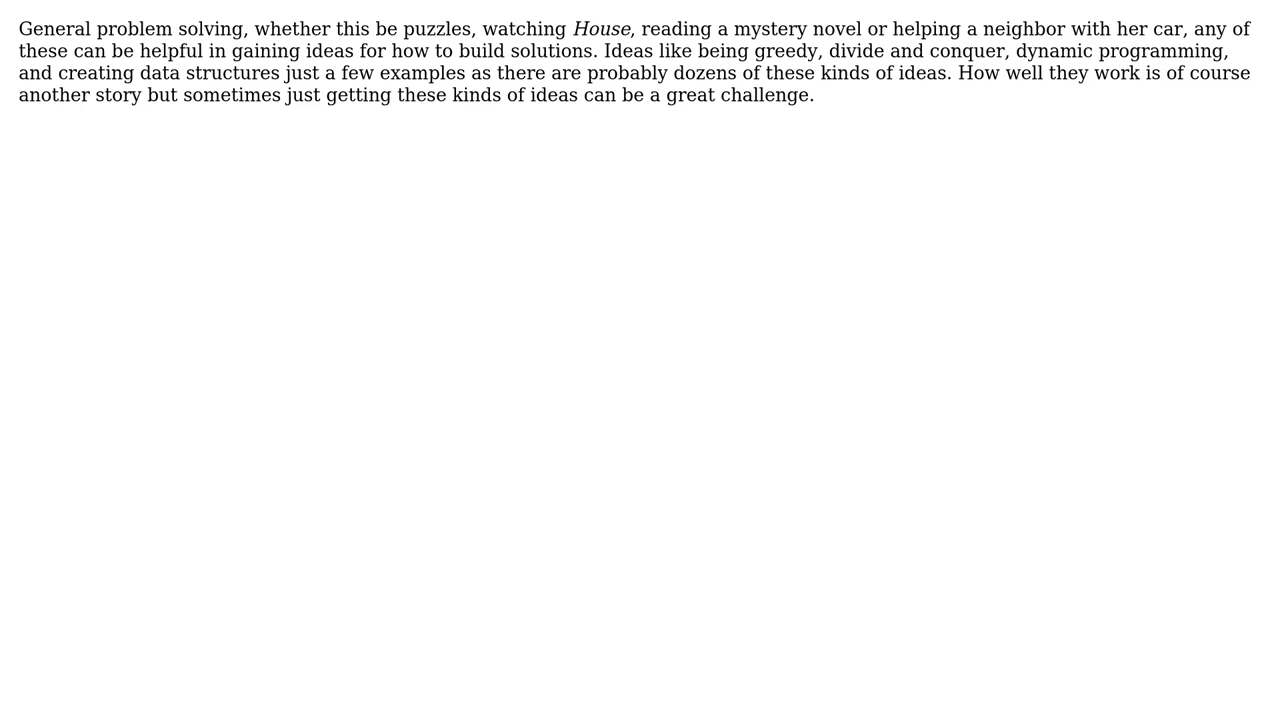 General problem solving, whether this be puzzles, watching House, reading a mystery novel or helping a neighbor with her car, any of
these can be helpful in gaining ideas for how to build solutions. Ideas like being greedy, divide and conquer, dynamic programming,
and creating data structures just a few examples as there are probably dozens of these kinds of ideas. How well they work is of course
another story but sometimes just getting these kinds of ideas can be a great challenge.